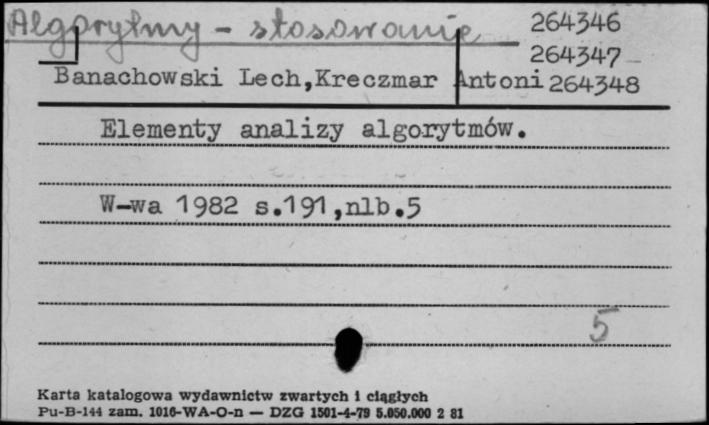 Algorytmy - stosowanie 264346
264347
Banachowski Lech,Kreczmar Antoni 264348
Elementy analizy algorytmów.
W-wa 1982 s.191,nlb.5
5
Karta katalogowa wydawnictw zwartych i ciągłych
Pu-B-144 zam. 1016-WA-O-n — DZG 1501-4-79 5.050.000 2 81